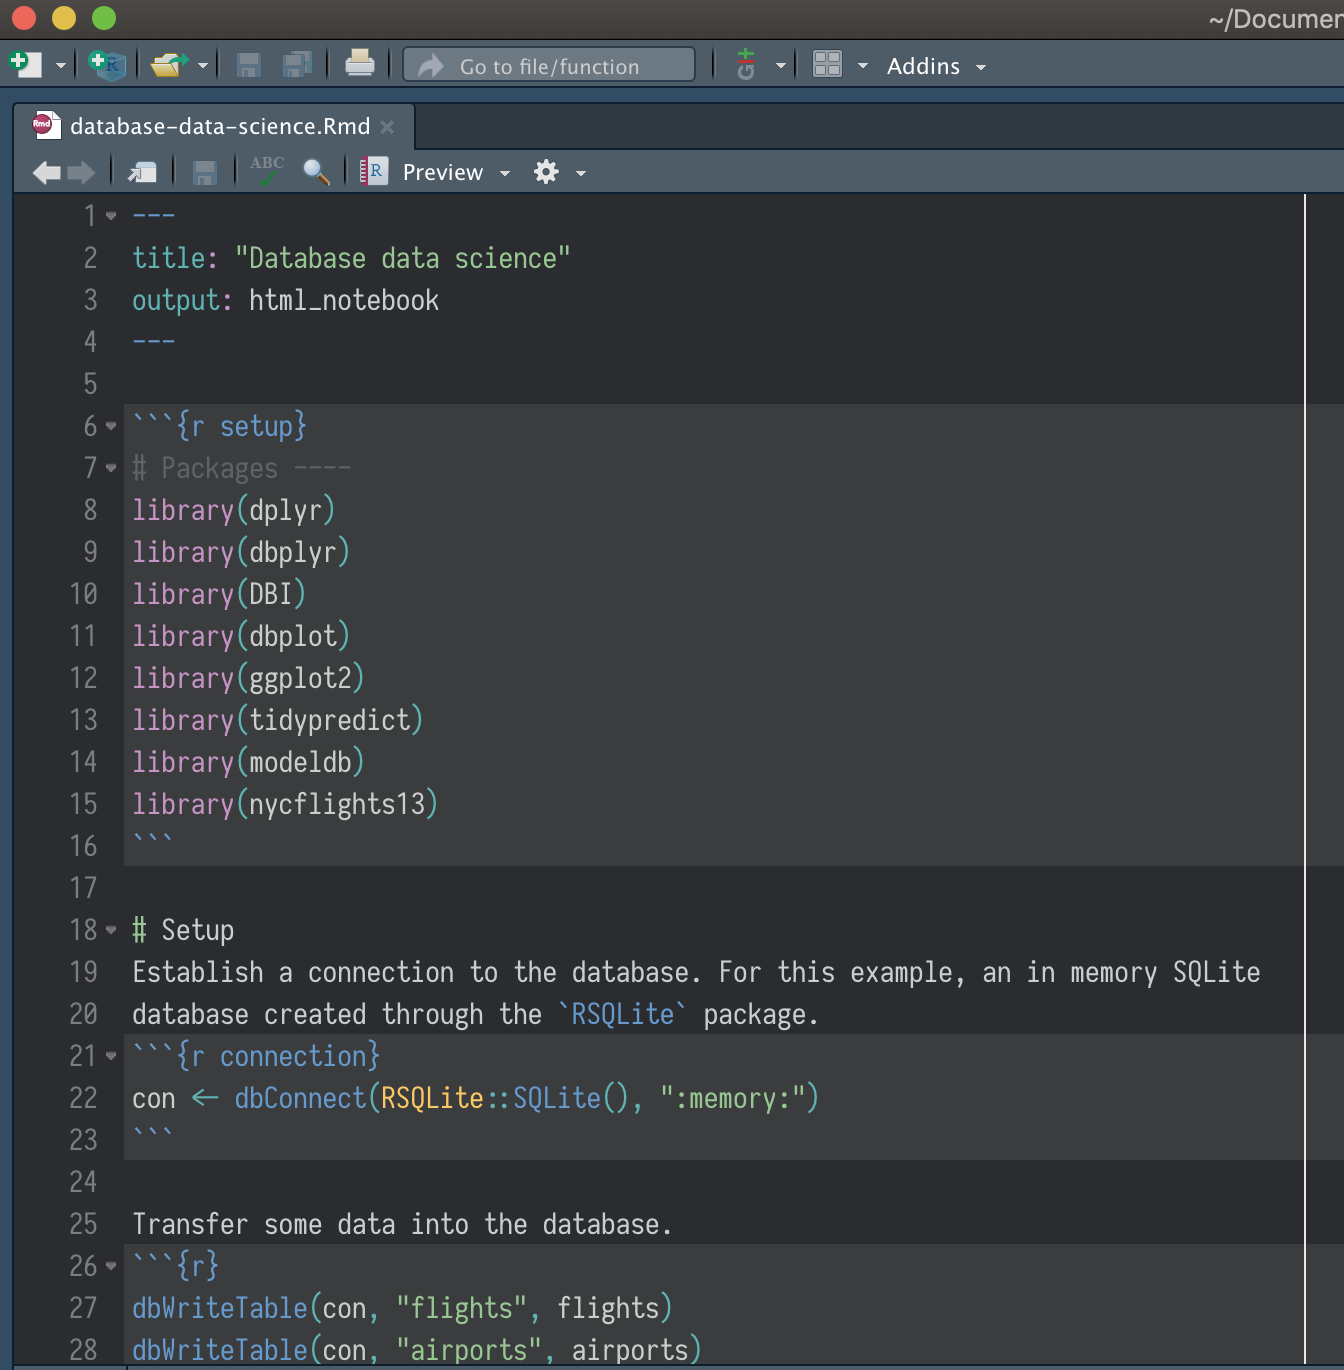 ~/Documen
Go to file/function
Addins
database-data-science.Rmd
ABC
Preview
1 ---
2 title: "Database data science"
3 output: html_notebook
4 ---
5
6 ```{r setup}
7 # Packages ----
8 library(dplyr)
9 library(dbplyr)
10 library(DBI)
11 library(dbplot)
12 library(ggplot2)
13 library(tidypredict)
14 library(modeldb)
15 library(nycflights13)
16 ```
17
18 # Setup
19 Establish a connection to the database. For this example, an in memory SQLite
20 database created through the `RSQLite` package.
21 ```{r connection}
22 con <- dbConnect(RSQLite::SQLite(), ":memory:")
23 ```
24
25 Transfer some data into the database.
26 ```{r}
27 dbWriteTable(con, "flights", flights)
28 dbWriteTable(con, "airports", airports)